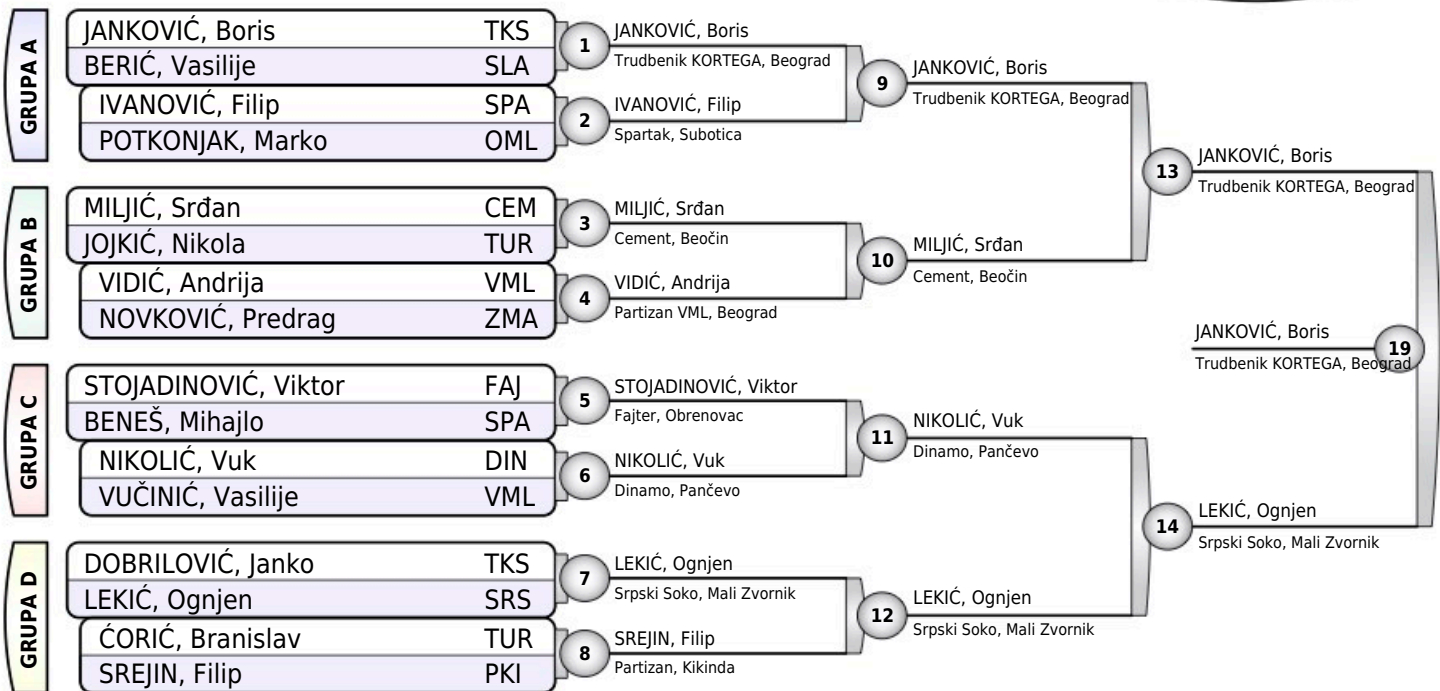 GRUPA A
JANKOVIĆ, Boris TKS
BERIĆ, Vasilije SLA
IVANOVIĆ, Filip SPA
POTKONJAK, Marko OML
1
JANKOVIĆ, Boris
Trudbenik KORTEGA, Beograd
2
IVANOVIĆ, Filip
Spartak, Subotica
9
JANKOVIĆ, Boris
Trudbenik KORTEGA, Beograd
GRUPA B
MILJIĆ, Srđan CEM
JOJKIĆ, Nikola TUR
VIDIĆ, Andrija VML
NOVKOVIĆ, Predrag ZMA
3
MILJIĆ, Srđan
Cement, Beočin
4
VIDIĆ, Andrija
Partizan VML, Beograd
10
MILJIĆ, Srđan
Cement, Beočin
13
JANKOVIĆ, Boris
Trudbenik KORTEGA, Beograd
GRUPA C
STOJADINOVIĆ, Viktor FAJ
BENEŠ, Mihajlo SPA
NIKOLIĆ, Vuk DIN
VUČINIĆ, Vasilije VML
5
STOJADINOVIĆ, Viktor
Fajter, Obrenovac
6
NIKOLIĆ, Vuk
Dinamo, Pančevo
11
NIKOLIĆ, Vuk
Dinamo, Pančevo
GRUPA D
DOBRILOVIĆ, Janko TKS
LEKIĆ, Ognjen SRS
ĆORIĆ, Branislav TUR
SREJIN, Filip PKI
7
LEKIĆ, Ognjen
Srpski Soko, Mali Zvornik
8
SREJIN, Filip
Partizan, Kikinda
12
LEKIĆ, Ognjen
Srpski Soko, Mali Zvornik
14
LEKIĆ, Ognjen
Srpski Soko, Mali Zvornik
JANKOVIĆ, Boris
Trudbenik KORTEGA, Beograd
19